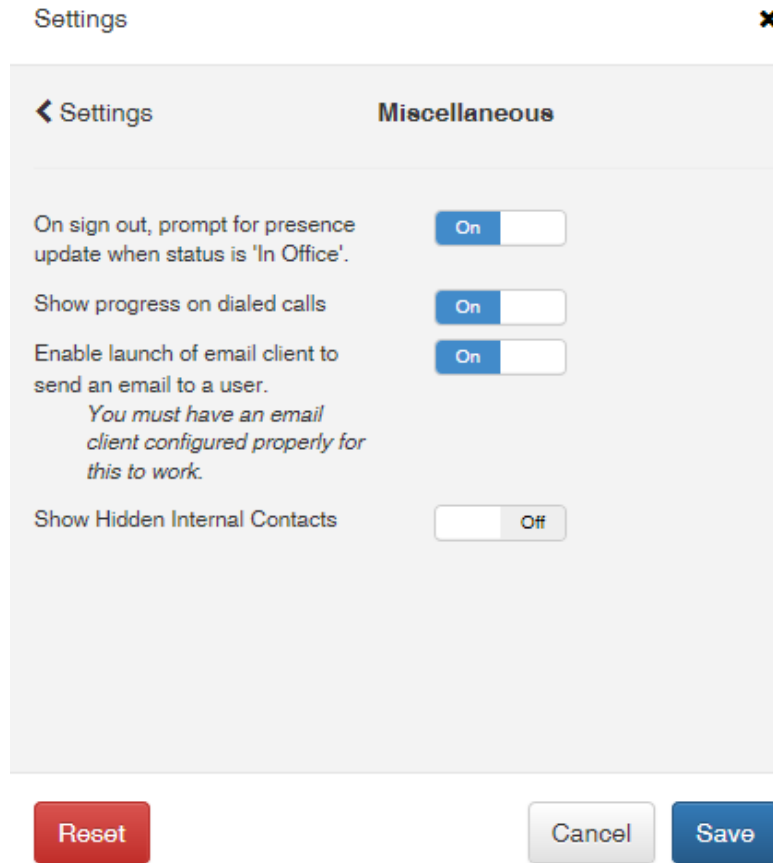 Settings
Settings Miscellaneous
On sign out, prompt for presence
update when status is 'In Office'.
On
Show progress on dialed calls
On
Enable launch of email client to
send an email to a user.
On
You must have an email
client configured properly for
this to work.
Show Hidden Internal Contacts
Off
Reset Cancel Save